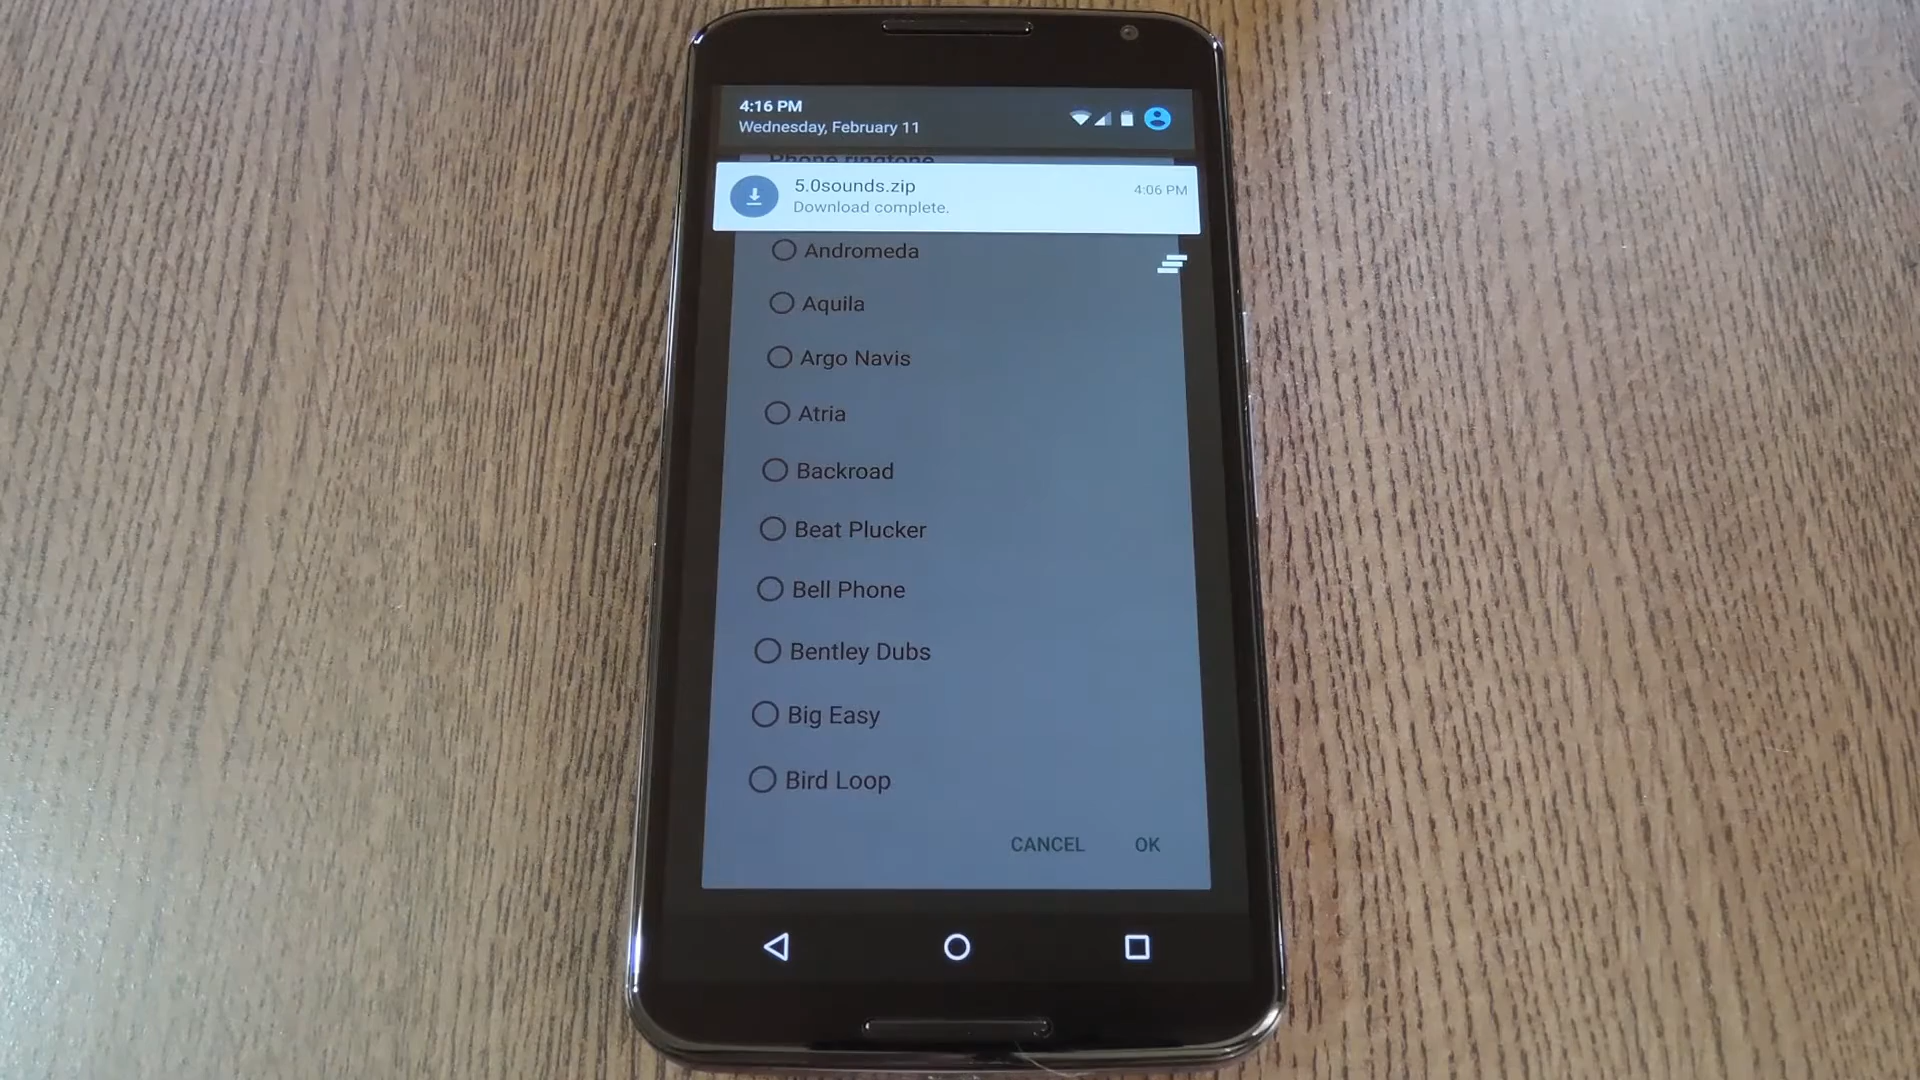 4:16 PM
Wednesday, February 11
Phone ringtone
5.0sounds.zip
4:06 PM
Download complete.
Andromeda
Aquila
Argo Navis
Atria
Backroad
Beat Plucker
Bell Phone
Bentley Dubs
Big Easy
Bird Loop
CANCEL
OK